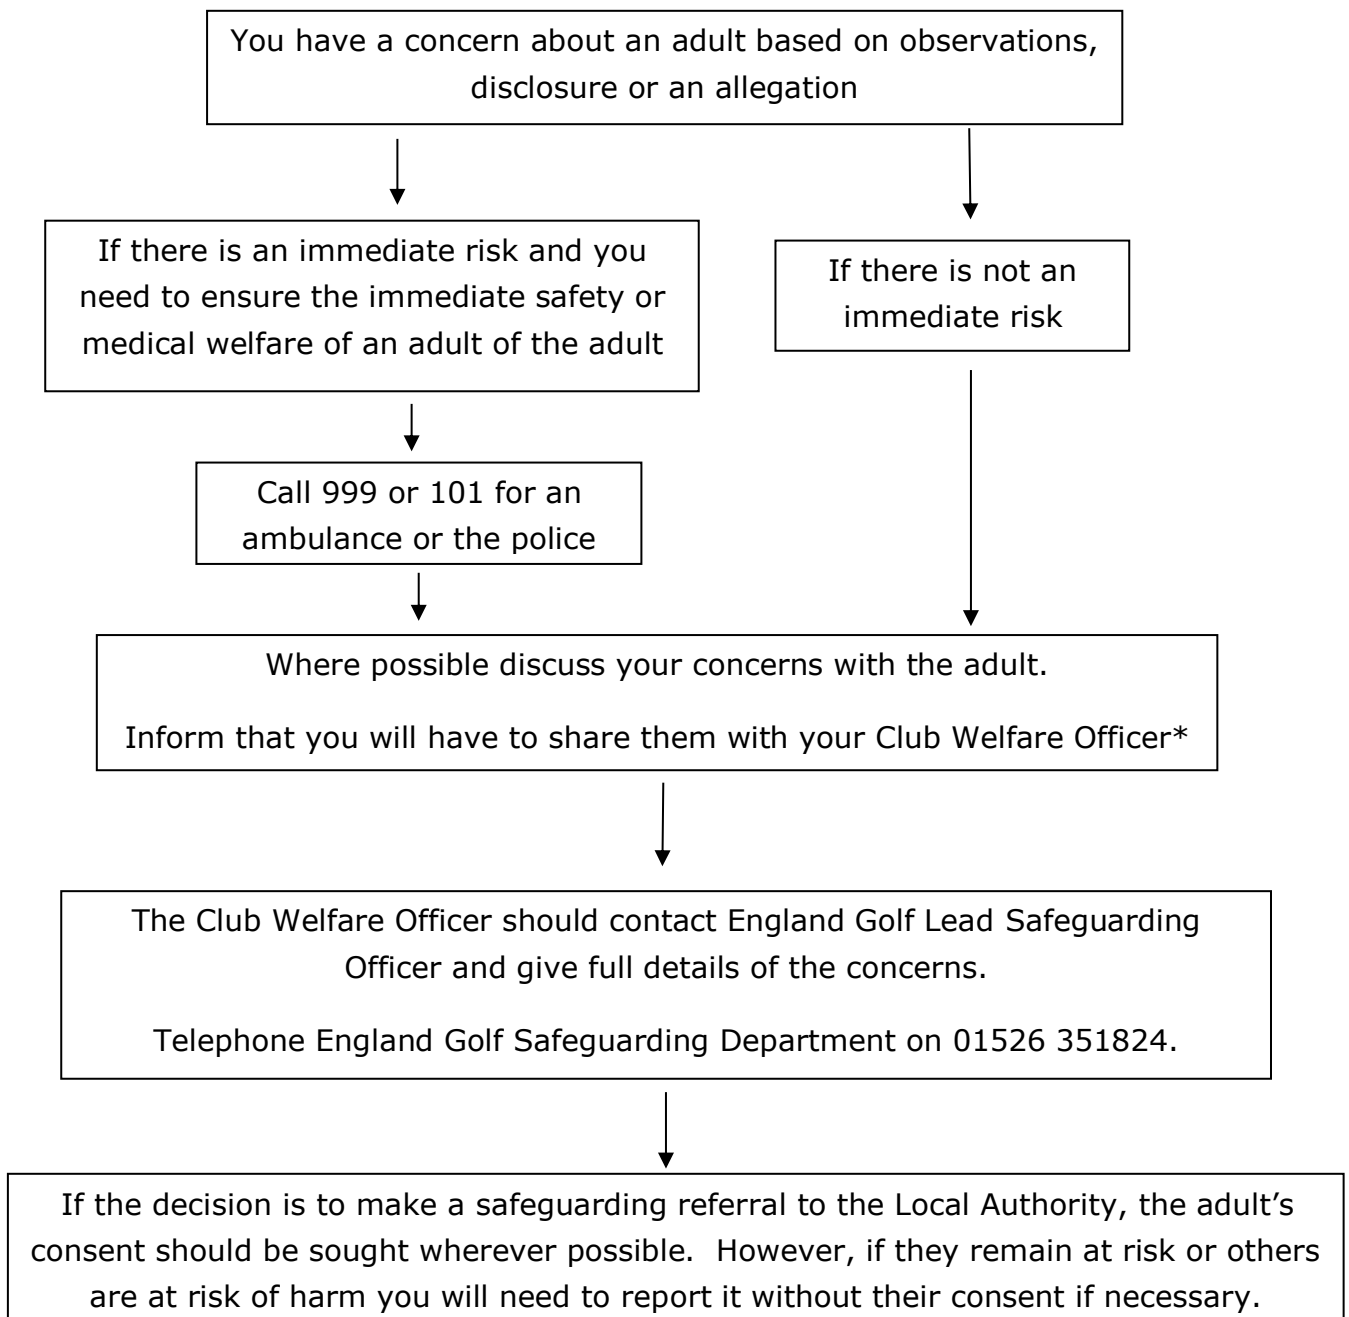 You have a concern about an adult based on observations,
disclosure or an allegation
If there is an immediate risk and you
need to ensure the immediate safety or
medical welfare of an adult of the adult
If there is not an
immediate risk
Call 999 or 101 for an
ambulance or the police
Where possible discuss your concerns with the adult.
Inform that you will have to share them with your Club Welfare Officer*
The Club Welfare Officer should contact England Golf Lead Safeguarding
Officer and give full details of the concerns.
Telephone England Golf Safeguarding Department on 01526 351824.
If the decision is to make a safeguarding referral to the Local Authority, the adult’s
consent should be sought wherever possible.  However, if they remain at risk or others
are at risk of harm you will need to report it without their consent if necessary.